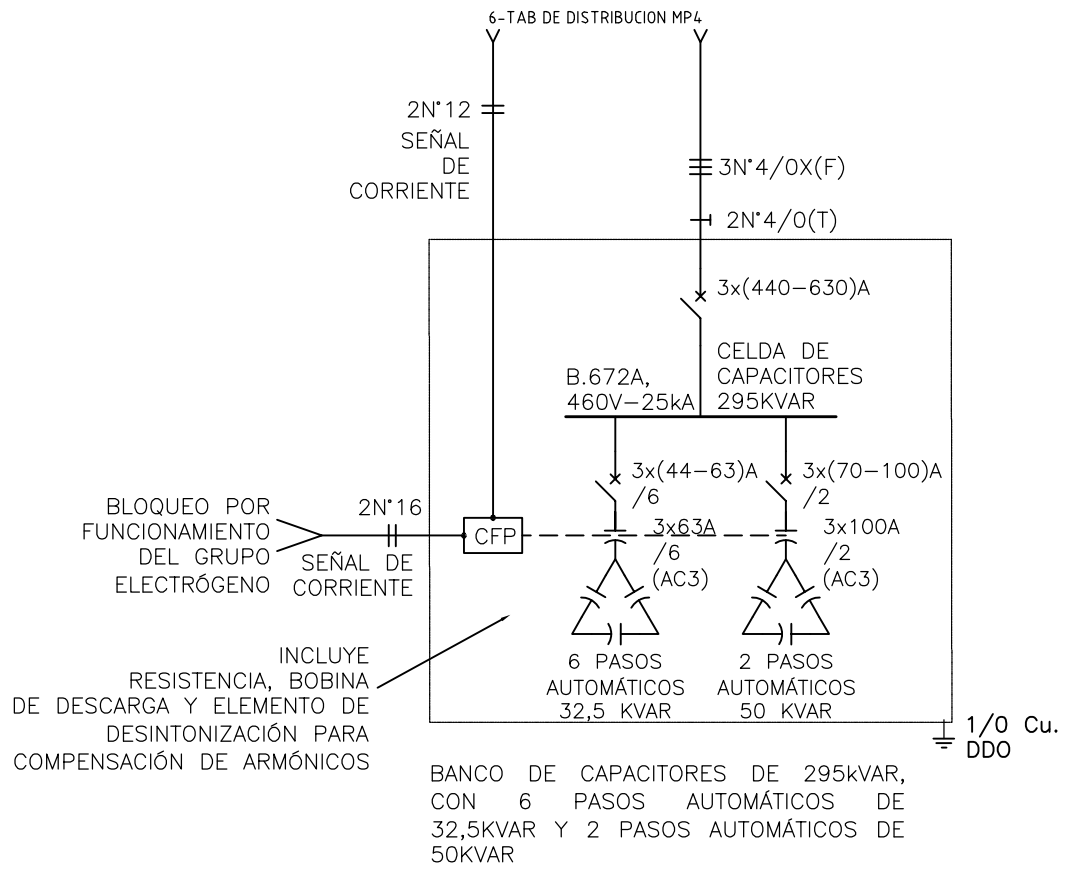 6-TAB DE DISTRIBUCION MP4
2N°12
SEÑAL
DE
CORRIENTE
3N°4/0X(F)
2N°4/0(T)
3x(440-630)A
CELDA DE
CAPACITORES
295KVAR
B.672A,
460V-25kA
3x(44-63)A
/6
3x(70-100)A
/2
BLOQUEO POR
FUNCIONAMIENTO
DEL GRUPO
ELECTRÓGENO
2N°16
SEÑAL DE
CORRIENTE
CFP
3x63A
/6
(AC3)
3x100A
/2
(AC3)
6 PASOS
AUTOMÁTICOS
32,5 KVAR
2 PASOS
AUTOMÁTICOS
50 KVAR
INCLUYE
RESISTENCIA, BOBINA
DE DESCARGA Y ELEMENTO DE
DESINTONIZACIÓN PARA
COMPENSACIÓN DE ARMÓNICOS
1/0 Cu.
DDO
BANCO DE CAPACITORES DE 295kVAR,
CON 6 PASOS AUTOMÁTICOS DE
32,5KVAR Y 2 PASOS AUTOMÁTICOS DE
50KVAR